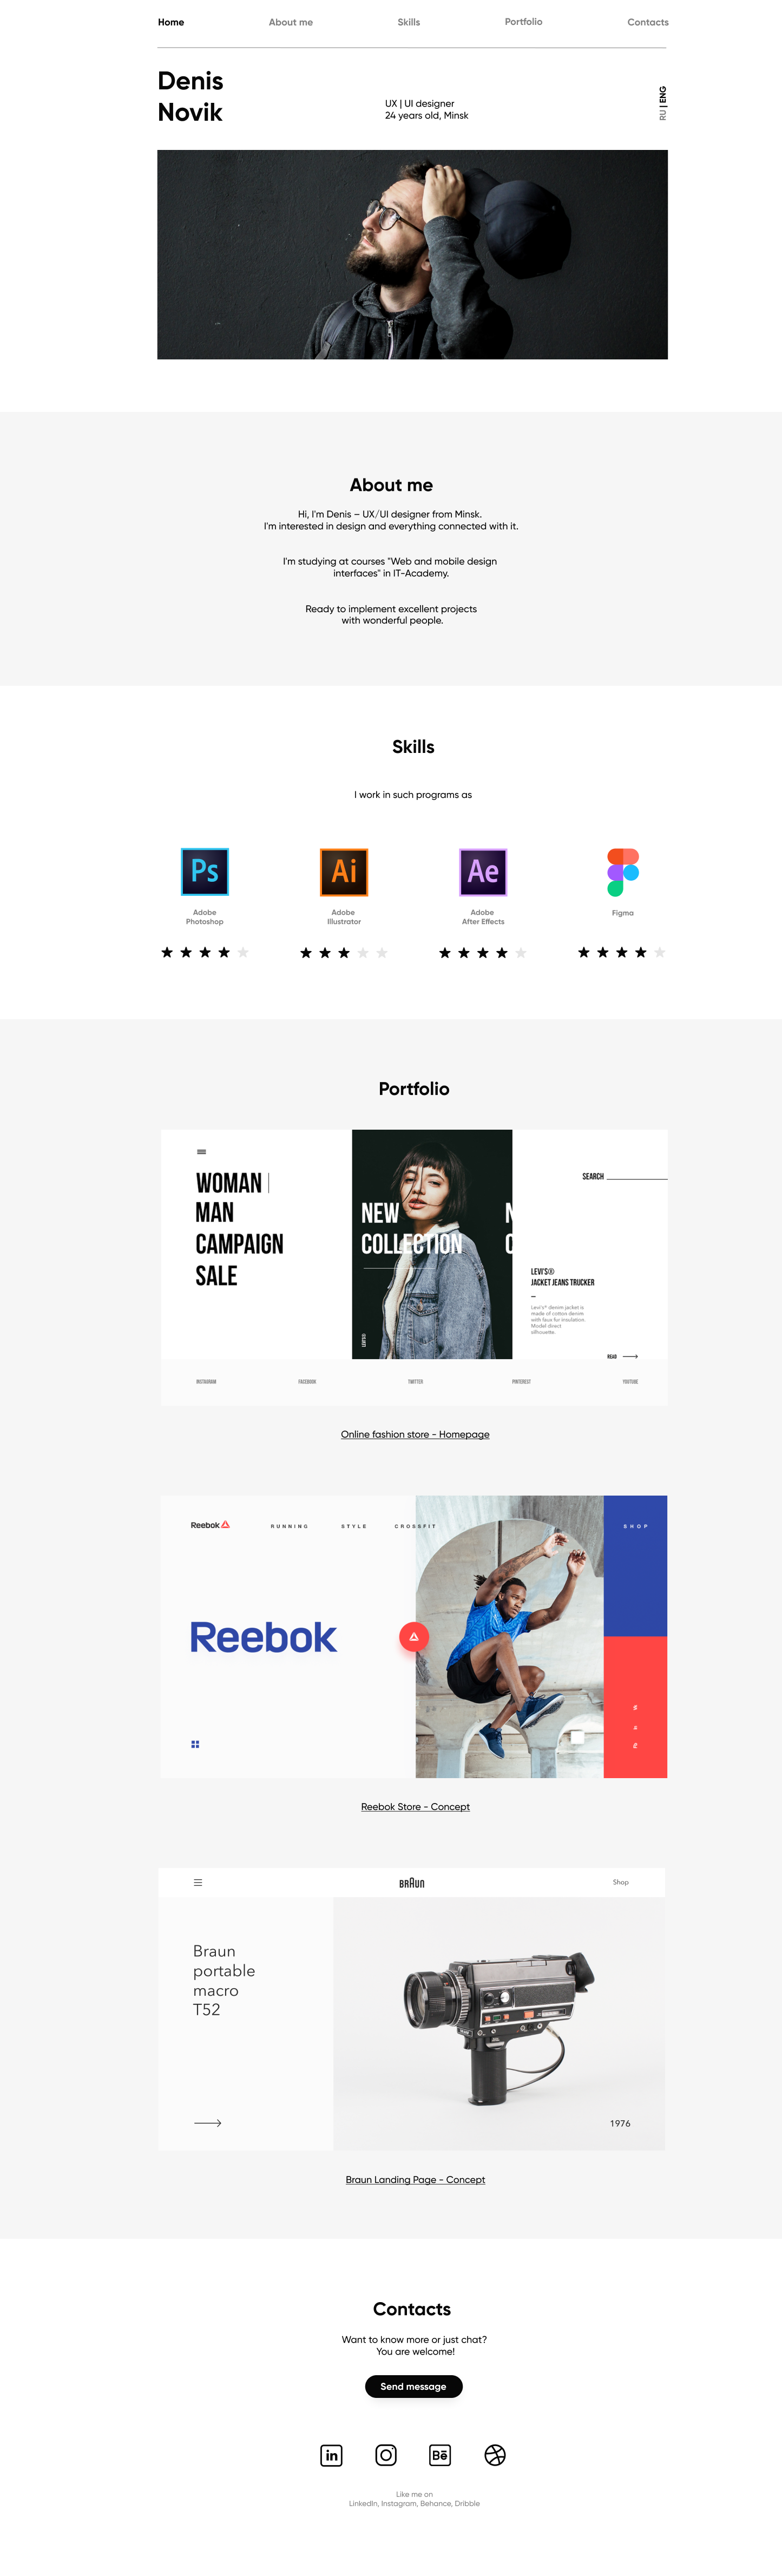 Home About me Skills Portfolio Contacts
Denis
Novik
UX | UI designer
24 years old, Minsk
RU | ENG
About me
Hi, I'm Denis – UX/UI designer from Minsk.
I'm interested in design and everything connected with it.
I'm studying at courses "Web and mobile design
interfaces" in IT-Academy.
Ready to implement excellent projects
with wonderful people.
Skills
I work in such programs as
Ps Ai Ae
Adobe
Photoshop
Adobe
Illustrator
Adobe
After Effects
Figma
Portfolio
WOMAN
MAN
CAMPAIGN
SALE
NEW
COLLECTION
N
C
SEARCH
LEVI'S®
JACKET JEANS TRUCKER
Levi's® denim jacket is
made of cotton denim
with faux fur insulation.
Model direct
silhouette.
READ
INSTAGRAM FACEBOOK TWITTER PINTEREST YOUTUBE
Online fashion store - Homepage
Reebok RUNNING STYLE CROSSFIT SHOP
Reebok
Reebok Store - Concept
BRAUN Shop
Braun
portable
macro
T52
1976
Braun Landing Page - Concept
Contacts
Want to know more or just chat?
You are welcome!
Send message
in Bē
Like me on
LinkedIn, Instagram, Behance, Dribble